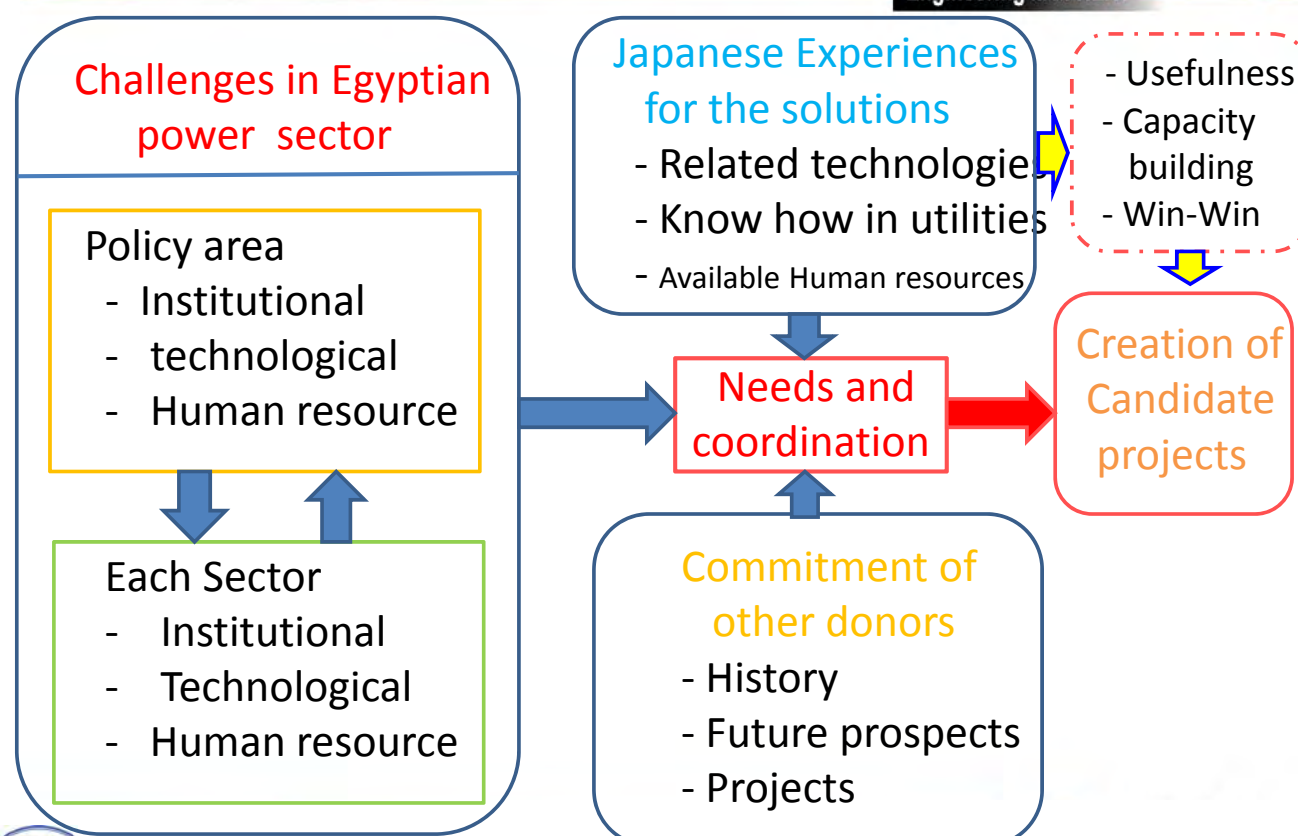 Challenges in Egyptian
power sector
Policy area
- Institutional
- technological
- Human resource
Each Sector
- Institutional
- Technological
- Human resource
Japanese Experiences
for the solutions
- Related technologies
- Know how in utilities
- Available Human resources
Needs and
coordination
Commitment of
other donors
- History
- Future prospects
- Projects
- Usefulness
- Capacity
building
- Win-Win
Creation of
Candidate
projects